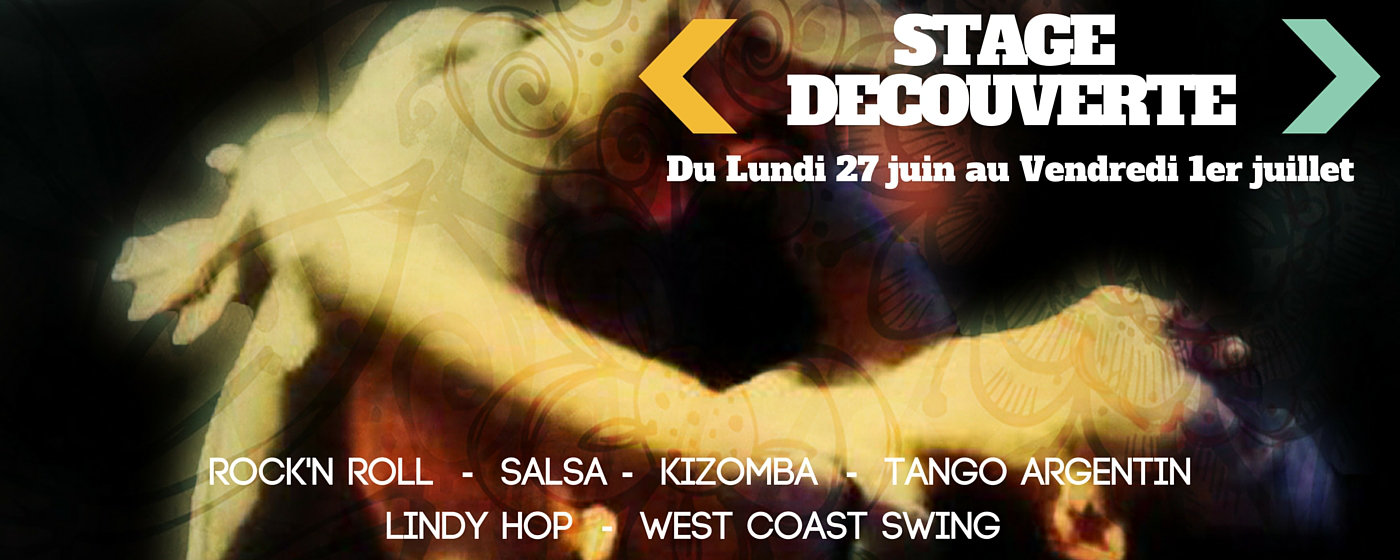 STAGE
DECOUVERTE
Du Lundi 27 juin au Vendredi 1er juillet
ROCK'N ROLL - SALSA - KIZOMBA - TANGO ARGENTIN
LINDY HOP - WEST COAST SWING